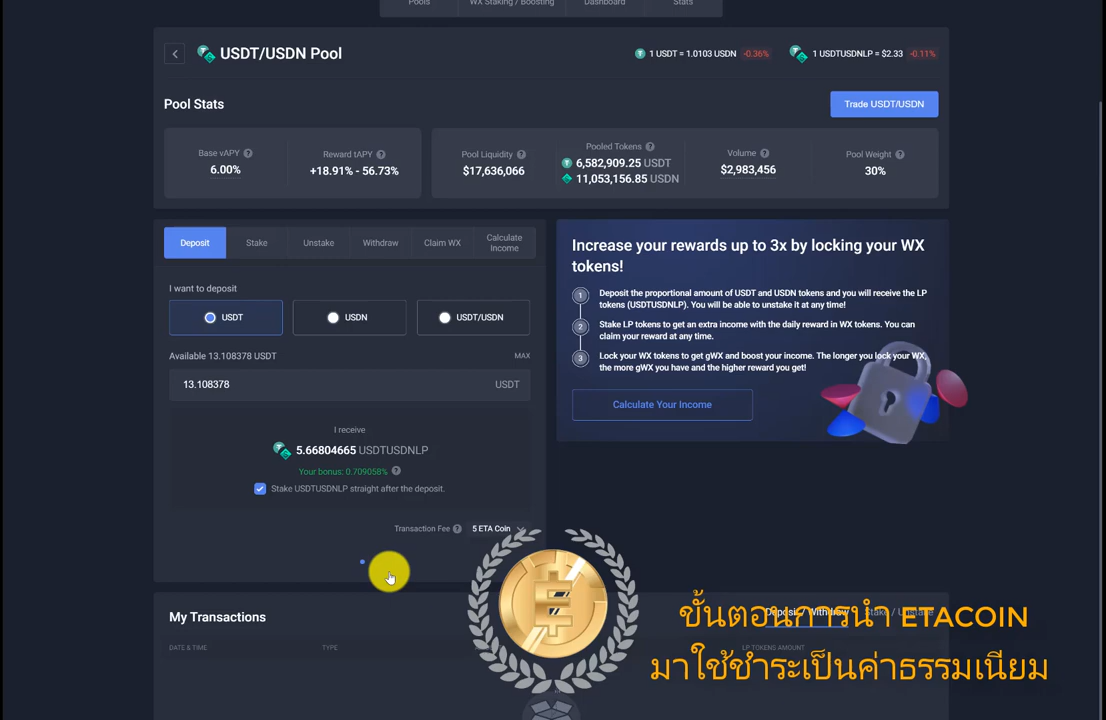 Pools
WX Staking / Boosting
Dashboard
Stats
USDT/USDN Pool
1 USDT = 1.0103 USDN -0.36%
1 USDTUSDNLP = $2.33 -0.11%
Pool Stats
Trade USDT/USDN
Base vAPY
6.00%
Reward tAPY
+18.91% - 56.73%
Pool Liquidity
$17,636,066
Pooled Tokens
6,582,909.25 USDT
11,053,156.85 USDN
Volume
$2,983,456
Pool Weight
30%
Deposit
Stake
Unstake
Withdraw
Claim WX
Calculate
Income
I want to deposit
USDT
USDN
USDT/USDN
Available 13.108378 USDT
MAX
13.108378
USDT
I receive
5.66804665 USDTUSDNLP
Your bonus: 0.709058%
Stake USDTUSDNLP straight after the deposit.
Transaction Fee
5 ETA Coin
Increase your rewards up to 3x by locking your WX
tokens!
1 Deposit the proportional amount of USDT and USDN tokens and you will receive the LP
tokens (USDTUSDNLP). You will be able to unstake it at any time!
2 Stake LP tokens to get an extra income with the daily reward in WX tokens. You can
claim your reward at any time.
3 Lock your WX tokens to get gWX and boost your income. The longer you lock your WX,
the more gWX you have and the higher reward you get!
Calculate Your Income
My Transactions
Deposit / Withdraw
Stake / Unstake
DATE & TIME
TYPE
LP TOKENS AMOUNT
ขั้นตอนการนำ ETACOIN
มาใช้ชำระเป็นค่าธรรมเนียม